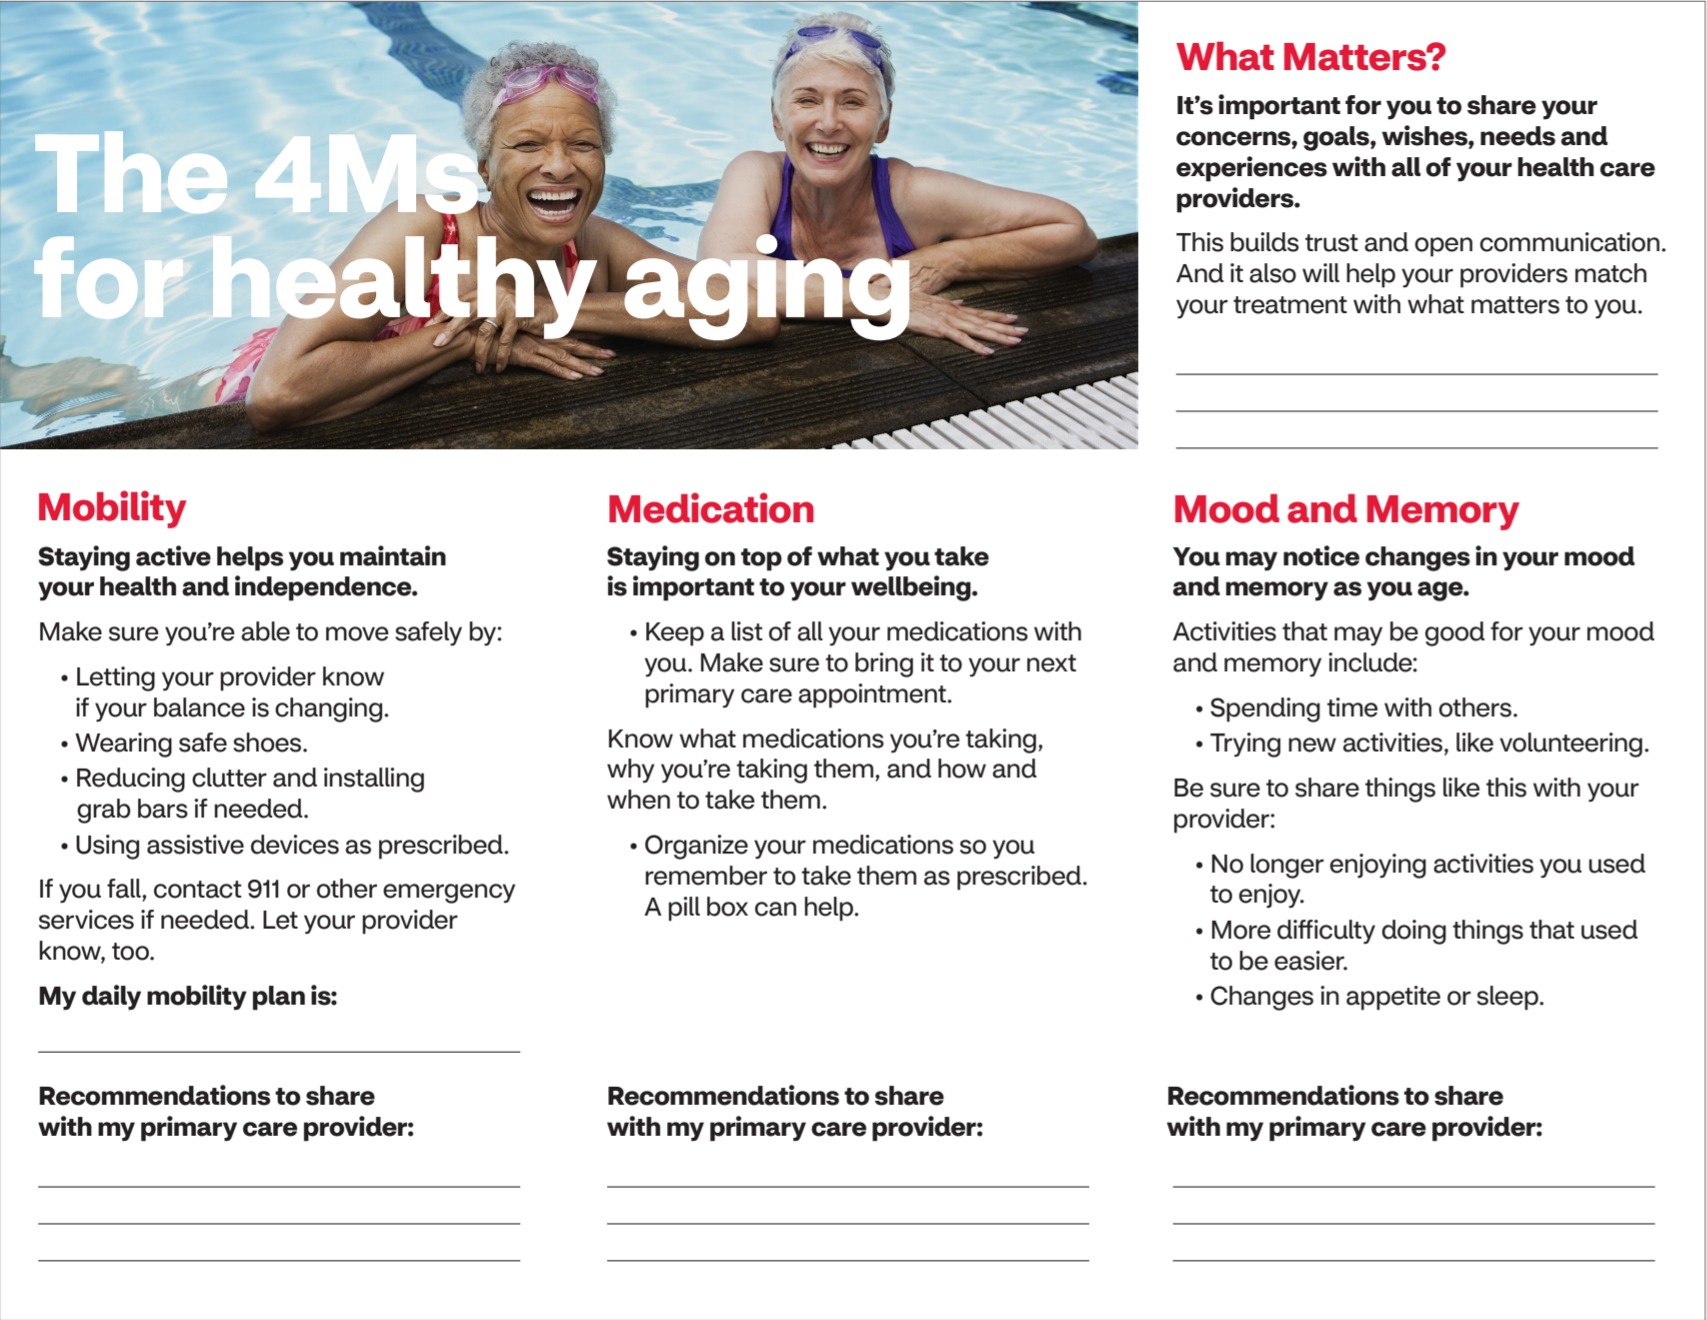 The 4Ms
for healthy aging
What Matters?
It's important for you to share your
concerns, goals, wishes, needs and
experiences with all of your health care
providers.
This builds trust and open communication.
And it also will help your providers match
your treatment with what matters to you.
Mobility
Staying active helps you maintain
your health and independence.
Make sure you're able to move safely by:
• Letting your provider know
if your balance is changing.
• Wearing safe shoes.
• Reducing clutter and installing
grab bars if needed.
• Using assistive devices as prescribed.
If you fall, contact 911 or other emergency
services if needed. Let your provider
know, too.
My daily mobility plan is:
Recommendations to share
with my primary care provider:
Medication
Staying on top of what you take
is important to your wellbeing.
• Keep a list of all your medications with
you. Make sure to bring it to your next
primary care appointment.
Know what medications you're taking,
why you're taking them, and how and
when to take them.
• Organize your medications so you
remember to take them as prescribed.
A pill box can help.
Recommendations to share
with my primary care provider:
Mood and Memory
You may notice changes in your mood
and memory as you age.
Activities that may be good for your mood
and memory include:
• Spending time with others.
• Trying new activities, like volunteering.
Be sure to share things like this with your
provider:
• No longer enjoying activities you used
to enjoy.
• More difficulty doing things that used
to be easier.
• Changes in appetite or sleep.
Recommendations to share
with my primary care provider: